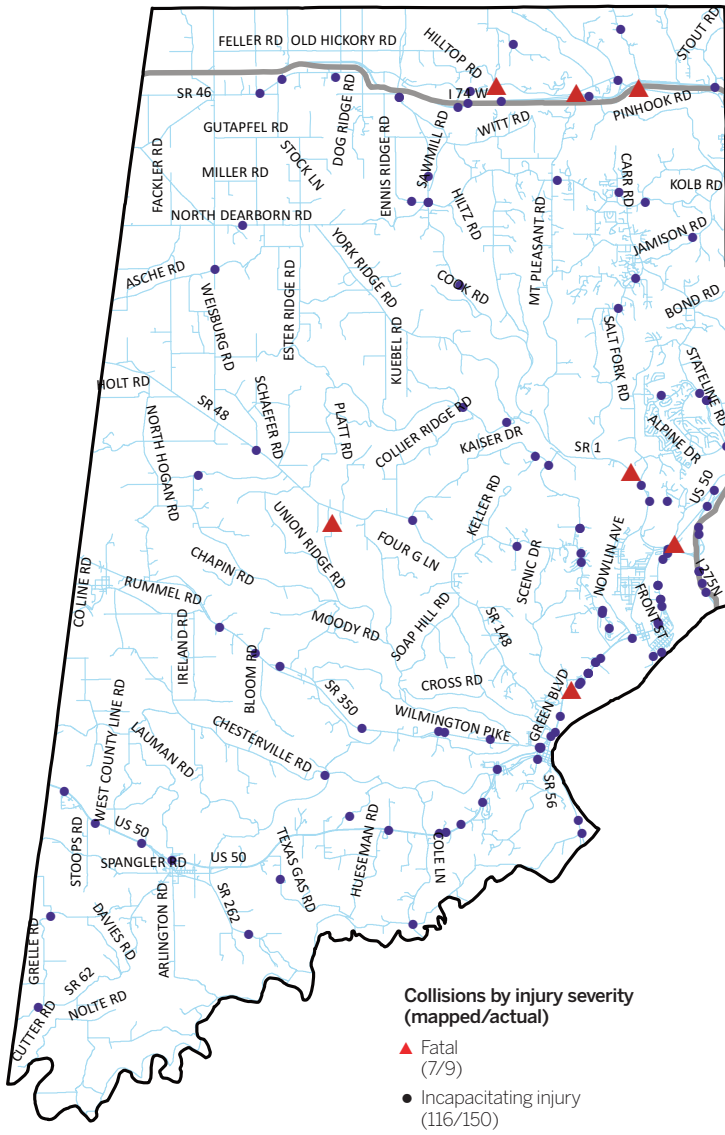 FELLER RD
OLD HICKORY RD
HILLTOP RD
STOUT RD
SR 46
I 74 W
PINHOOK RD
DOG RIDGE RD
GUTAPFEL RD
WITT RD
SAWMILL RD
FACKLER RD
STOCK LN
ENNIS RIDGE RD
MILLER RD
CARR RD
KOLB RD
HILTZ RD
NORTH DEARBORN RD
MT PLEASANT RD
JAMISON RD
YORK RIDGE RD
ASCHE RD
COOK RD
BOND RD
ESTER RIDGE RD
WEISBURG RD
KUEBEL RD
SALT FORK RD
STATELINE RD
HOLT RD
SR 48
SCHAEFER RD
PLATT RD
COLLIER RIDGE RD
KAISER DR
SR 1
ALPINE DR
NORTH HOGAN RD
US 50
KELLER RD
UNION RIDGE RD
FOUR G LN
NOWLIN AVE
SCENIC DR
CHAPIN RD
I 275N
CO LINE RD
RUMMEL RD
FRONT ST
MOODY RD
SOAP HILL RD
SR 148
IRELAND RD
BLOOM RD
CROSS RD
SR 350
GREEN BLVD
WEST COUNTY LINE RD
WILMINGTON PIKE
CHESTERVILLE RD
LAUMAN RD
SR 56
STOOPS RD
US 50
SPANGLER RD
US 50
TEXAS GAS RD
HUESEMAN RD
COLE LN
SR 262
DAVIES RD
ARLINGTON RD
GRELLE RD
SR 62
NOLTE RD
CUTTER RD
Collisions by injury severity
(mapped/actual)
Fatal
(7/9)
Incapacitating injury
(116/150)